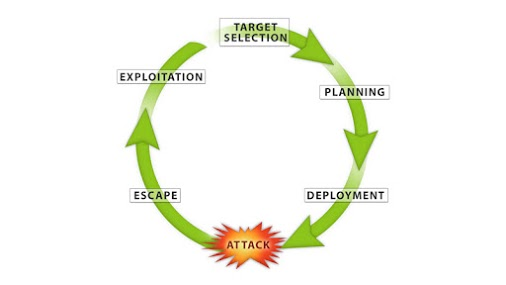 TARGET
SELECTION
PLANNING
DEPLOYMENT
ATTACK
ESCAPE
EXPLOITATION